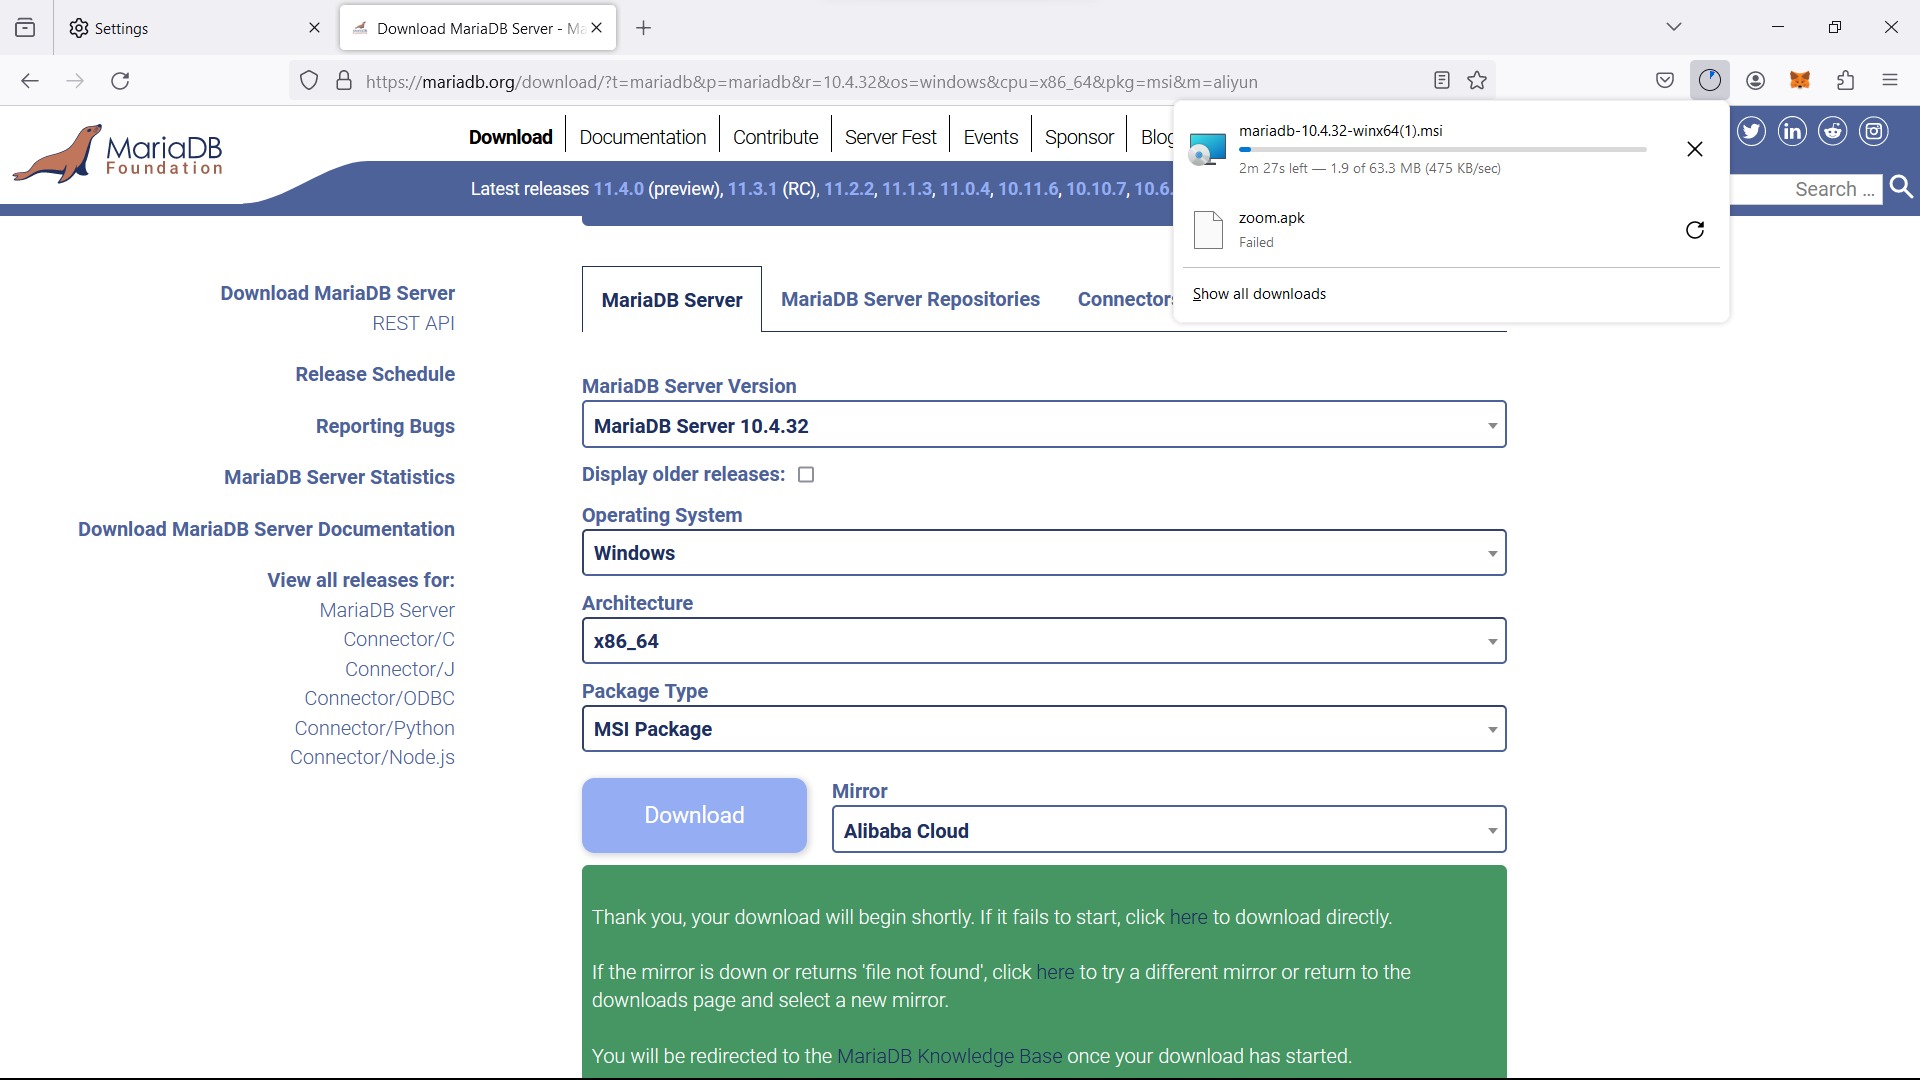 Settings
Download MariaDB Server - Ma
https://mariadb.org/download/?t=mariadb&p=mariadb&r=10.4.32&os=windows&cpu=x86_64&pkg=msi&m=aliyun
MariaDB
Foundation
Download
Documentation
Contribute
Server Fest
Events
Sponsor
Blog
Latest releases 11.4.0 (preview), 11.3.1 (RC), 11.2.2, 11.1.3, 11.0.4, 10.11.6, 10.10.7, 10.6.
Search ...
mariadb-10.4.32-winx64(1).msi
2m 27s left — 1.9 of 63.3 MB (475 KB/sec)
zoom.apk
Failed
Show all downloads
Download MariaDB Server
REST API
Release Schedule
Reporting Bugs
MariaDB Server Statistics
Download MariaDB Server Documentation
View all releases for:
MariaDB Server
Connector/C
Connector/J
Connector/ODBC
Connector/Python
Connector/Node.js
MariaDB Server
MariaDB Server Repositories
Connectors
MariaDB Server Version
MariaDB Server 10.4.32
Display older releases:
Operating System
Windows
Architecture
x86_64
Package Type
MSI Package
Download
Mirror
Alibaba Cloud
Thank you, your download will begin shortly. If it fails to start, click here to download directly.
If the mirror is down or returns 'file not found', click here to try a different mirror or return to the
downloads page and select a new mirror.
You will be redirected to the MariaDB Knowledge Base once your download has started.